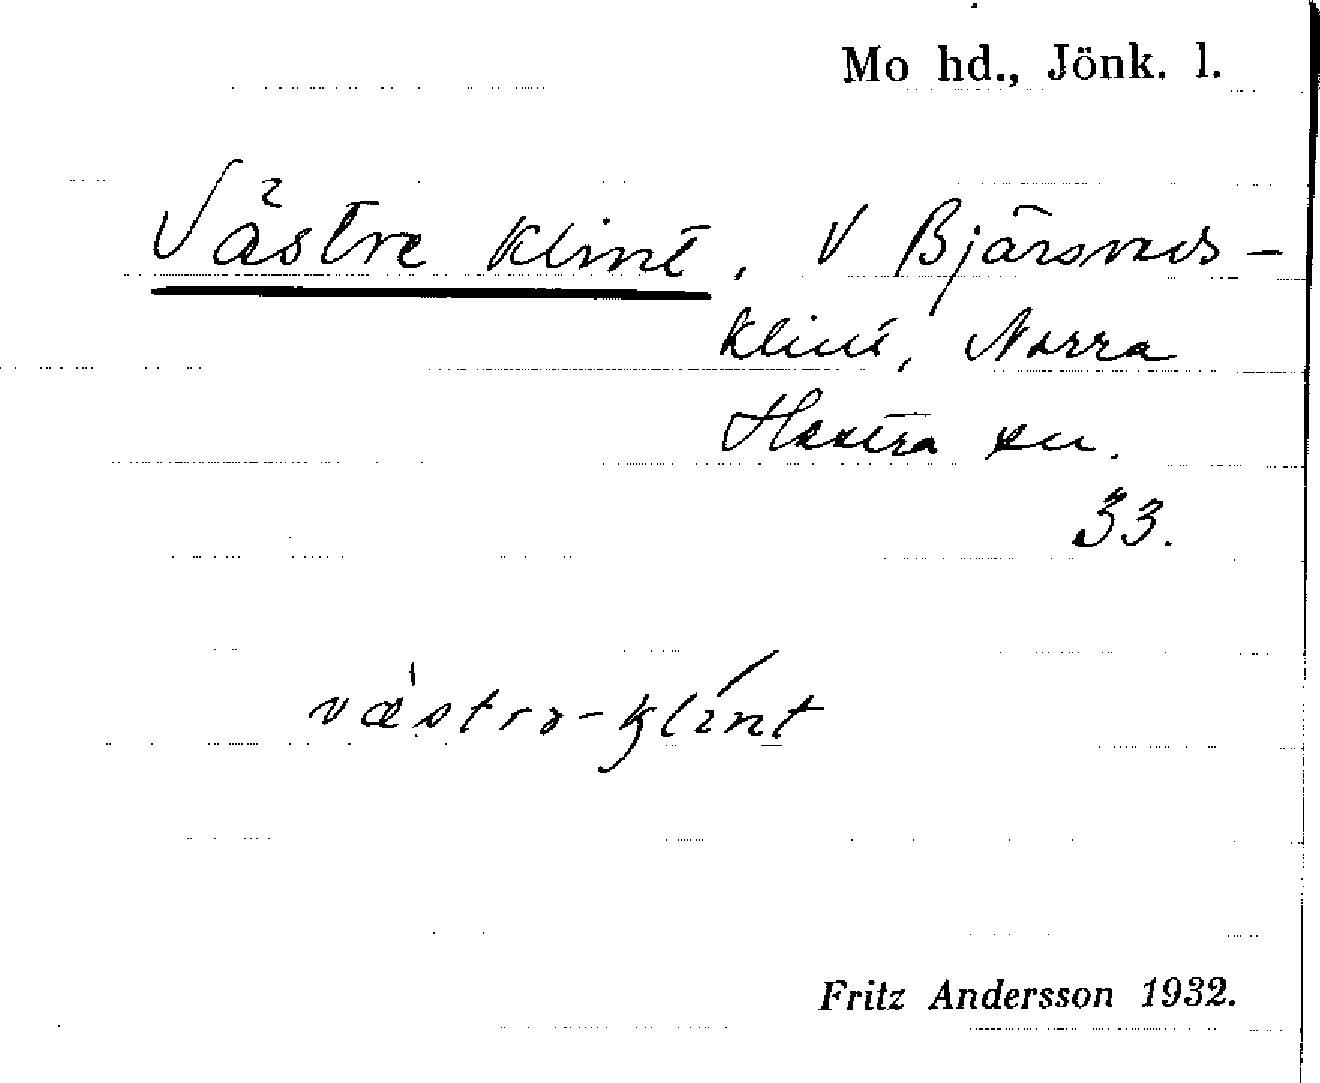 Mo hd., Jönk. l.
Västre klint, V Bjärsnäs-
klint, Norra
Hestra sn.
33.
västrə-klint
Fritz Andersson 1932.